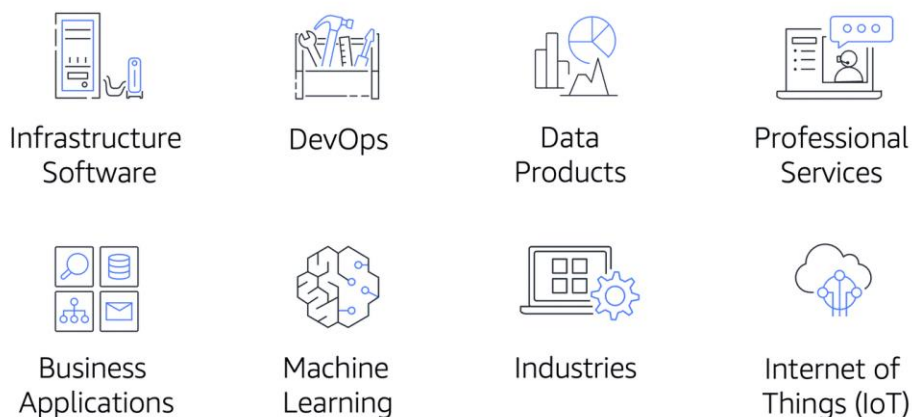 Infrastructure
Software
DevOps
Data
Products
Professional
Services
Business
Applications
Machine
Learning
Industries
Internet of
Things (IoT)